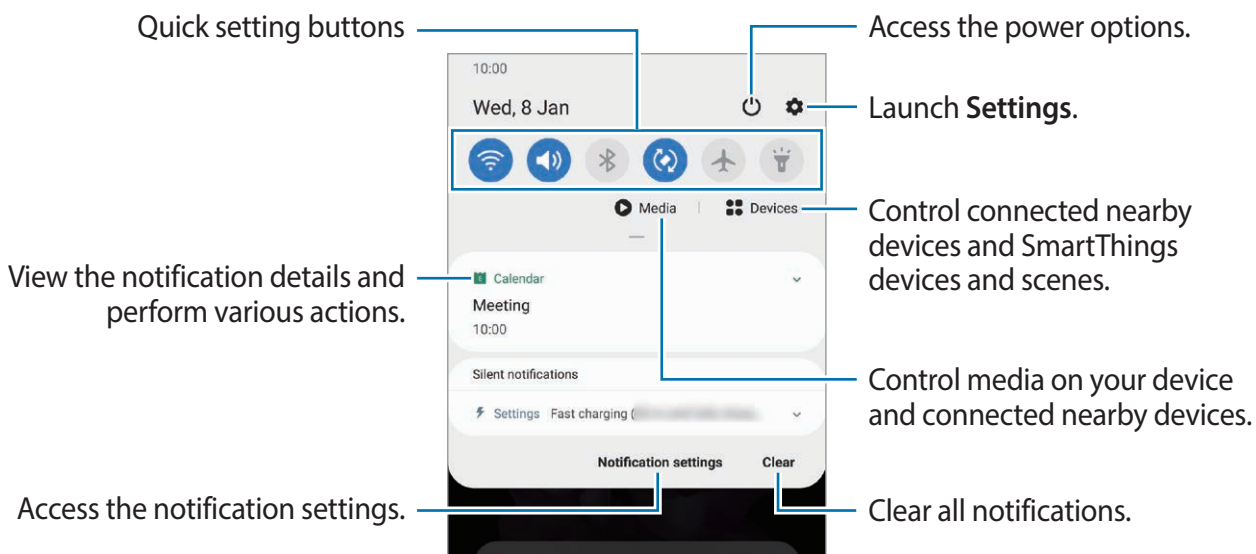 Quick setting buttons
Access the power options.
10:00
Wed, 8 Jan
Launch Settings.
Media
Devices
Control connected nearby
devices and SmartThings
devices and scenes.
View the notification details and
perform various actions.
Calendar
Meeting
10:00
Silent notifications
Control media on your device
and connected nearby devices.
Settings Fast charging (
Notification settings Clear
Access the notification settings.
Clear all notifications.